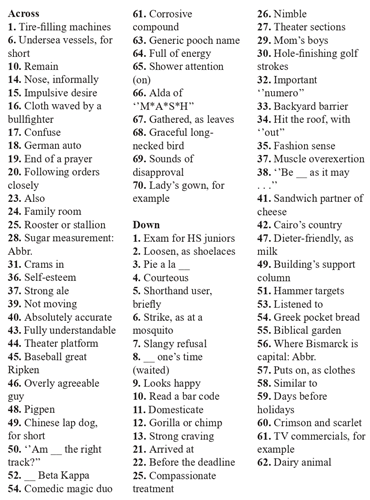 Across
1. Tire-filling machines
6. Undersea vessels, for
short
10. Remain
14. Nose, informally
15. Impulsive desire
16. Cloth waved by a
bullfighter
17. Confuse
18. German auto
19. End of a prayer
20. Following orders
closely
23. Also
24. Family room
25. Rooster or stallion
28. Sugar measurement:
Abbr.
31. Crams in
36. Self-esteem
37. Strong ale
39. Not moving
40. Absolutely accurate
43. Fully understandable
44. Theater platform
45. Baseball great
Ripken
46. Overly agreeable
guy
48. Pigpen
49. Chinese lap dog,
for short
50. ‘’Am __ the right
track?’’
52. __ Beta Kappa
54. Comedic magic duo
61. Corrosive
compound
63. Generic pooch name
64. Full of energy
65. Shower attention
(on)
66. Alda of
‘’M*A*S*H’’
67. Gathered, as leaves
68. Graceful long-
necked bird
69. Sounds of
disapproval
70. Lady’s gown, for
example
Down
1. Exam for HS juniors
2. Loosen, as shoelaces
3. Pie a la __
4. Courteous
5. Shorthand user,
briefly
6. Strike, as at a
mosquito
7. Slangy refusal
8. __ one’s time
(waited)
9. Looks happy
10. Read a bar code
11. Domesticate
12. Gorilla or chimp
13. Strong craving
21. Arrived at
22. Before the deadline
25. Compassionate
treatment
26. Nimble
27. Theater sections
29. Mom’s boys
30. Hole-finishing golf
strokes
32. Important
‘’numero’’
33. Backyard barrier
34. Hit the roof, with
‘’out’’
35. Fashion sense
37. Muscle overexertion
38. ‘’Be __ as it may
. . .’’
41. Sandwich partner of
cheese
42. Cairo’s country
47. Dieter-friendly, as
milk
49. Building’s support
column
51. Hammer targets
53. Listened to
54. Greek pocket bread
55. Biblical garden
56. Where Bismarck is
capital: Abbr.
57. Puts on, as clothes
58. Similar to
59. Days before
holidays
60. Crimson and scarlet
61. TV commercials, for
example
62. Dairy animal